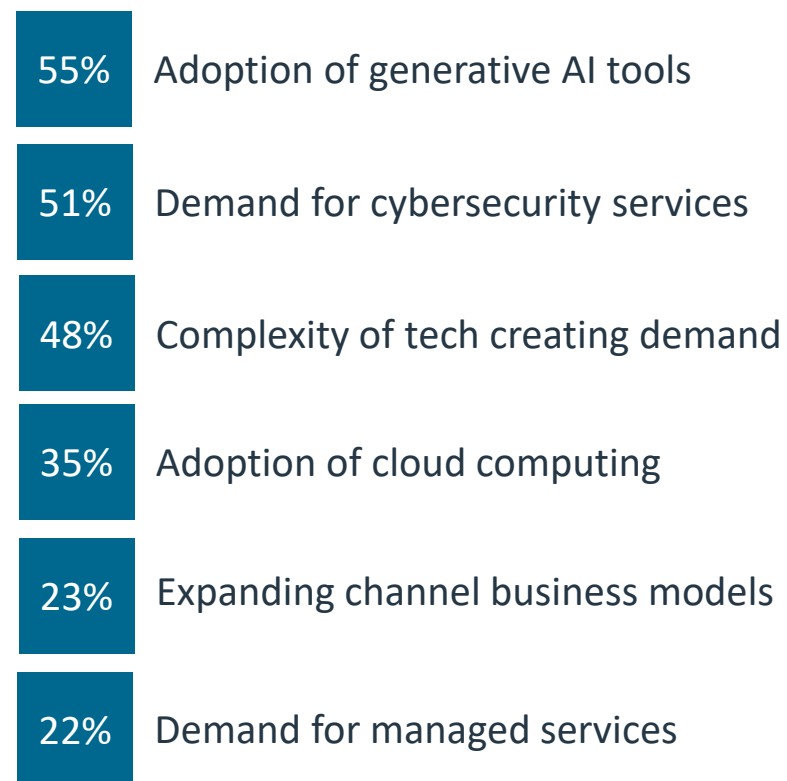 55% Adoption of generative AI tools
51% Demand for cybersecurity services
48% Complexity of tech creating demand
35% Adoption of cloud computing
23% Expanding channel business models
22% Demand for managed services